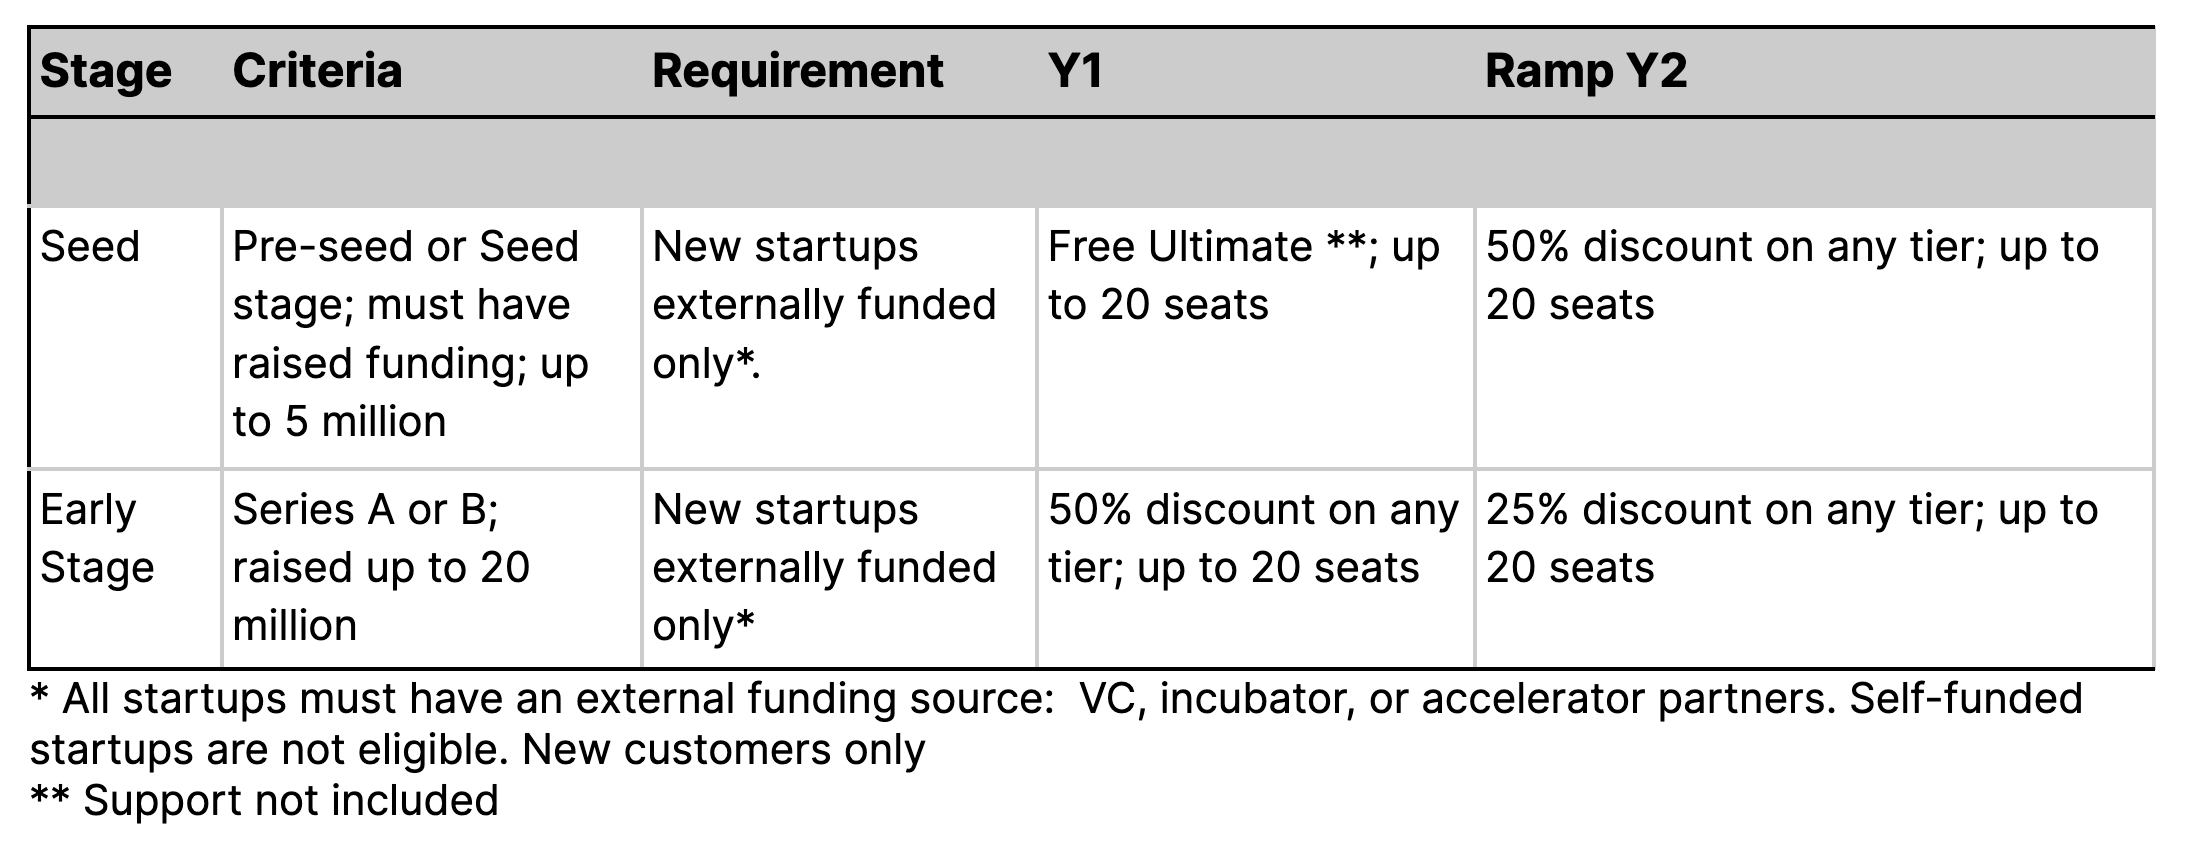 Stage Criteria Requirement Y1 Ramp Y2
Seed
Pre-seed or Seed
stage; must have
raised funding; up
to 5 million
New startups
externally funded
only*.
Free Ultimate **; up
to 20 seats
50% discount on any tier; up to
20 seats
Early
Stage
Series A or B;
raised up to 20
million
New startups
externally funded
only*
50% discount on any
tier; up to 20 seats
25% discount on any tier; up to
20 seats
* All startups must have an external funding source:  VC, incubator, or accelerator partners. Self-funded
startups are not eligible. New customers only
** Support not included